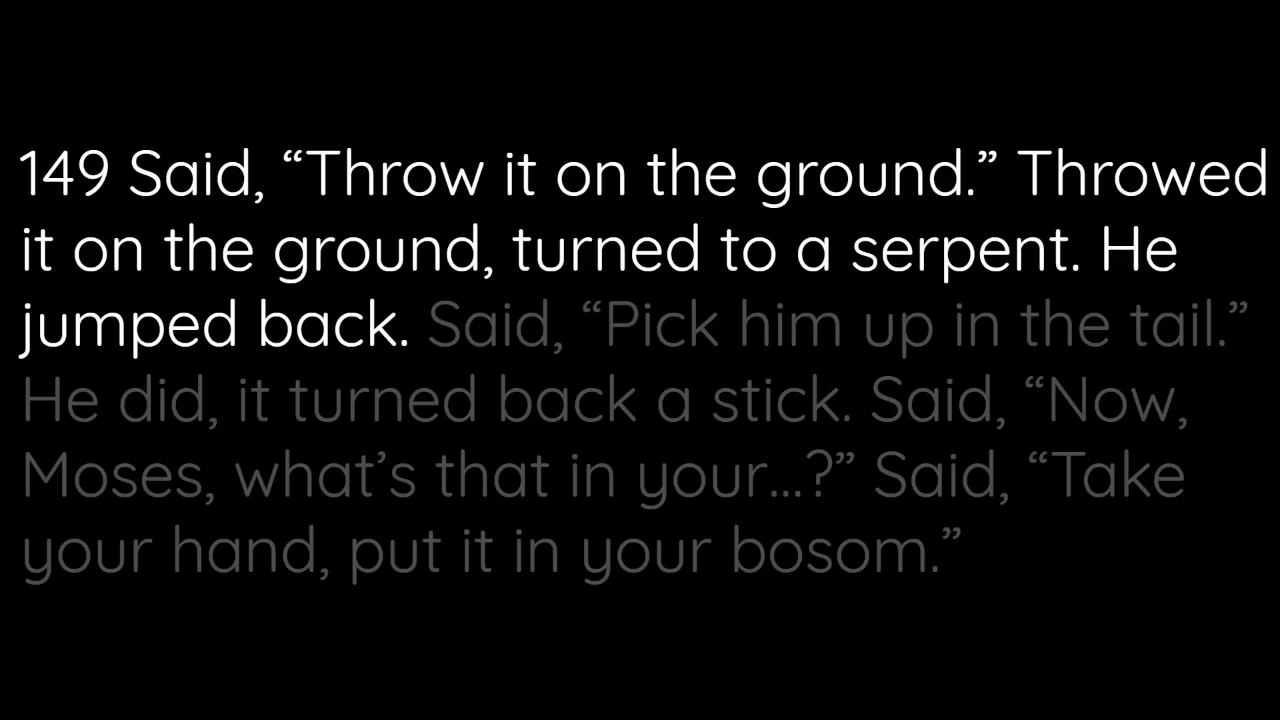 149 Said, “Throw it on the ground.” Throwed
it on the ground, turned to a serpent. He
jumped back. Said, “Pick him up in the tail.”
He did, it turned back a stick. Said, “Now,
Moses, what’s that in your...?” Said, “Take
your hand, put it in your bosom.”